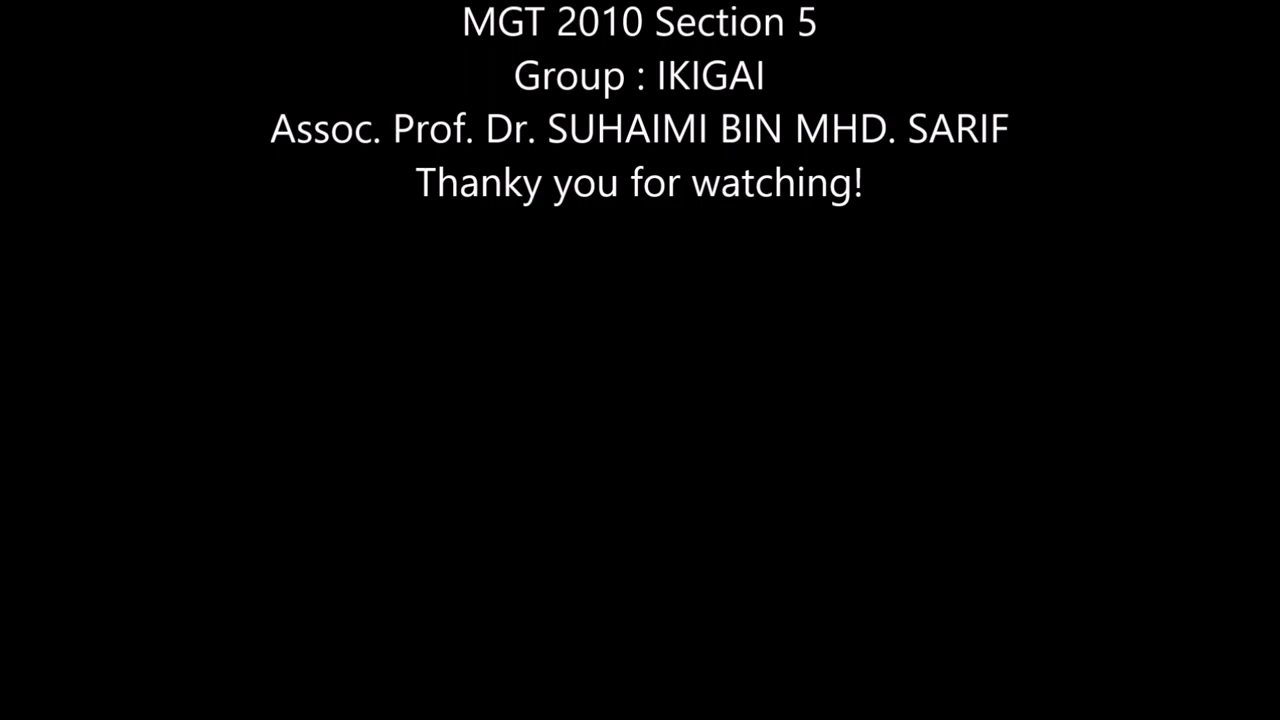 MGT 2010 Section 5
Group : IKIGAI
Assoc. Prof. Dr. SUHAIMI BIN MHD. SARIF
Thanky you for watching!